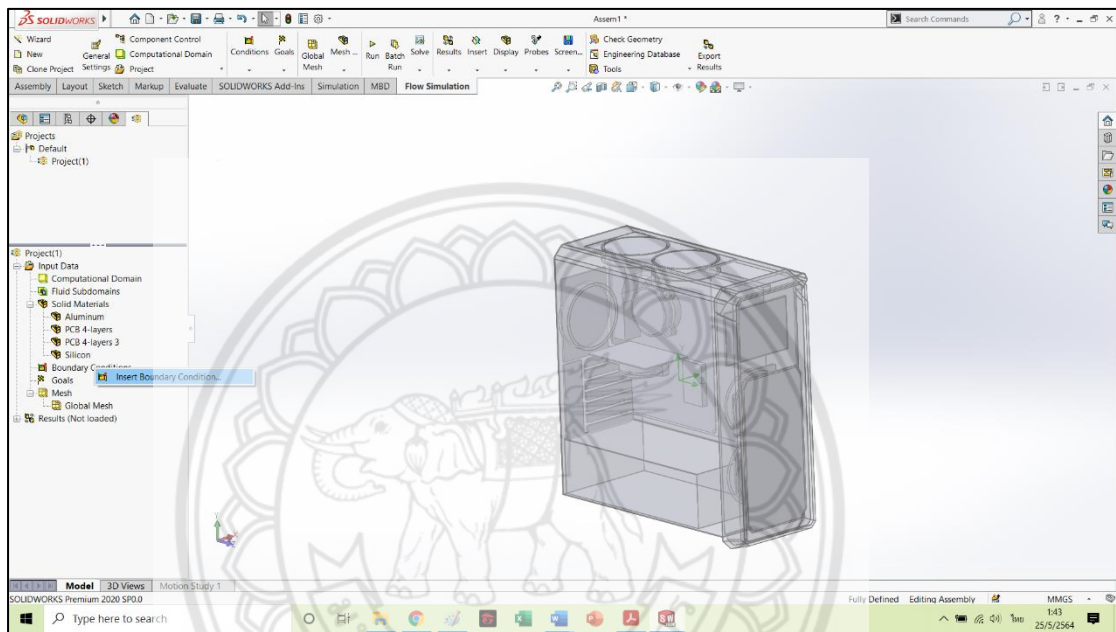 SOLIDWORKS
Assem1 *
Search Commands
Wizard
New
Clone Project
General Settings
Component Control
Computational Domain
Project
Conditions
Goals
Global Mesh
Mesh ...
Run
Batch Run
Solve
Results
Insert
Display
Probes
Screen...
Check Geometry
Engineering Database
Tools
Export Results
Assembly Layout Sketch Markup Evaluate SOLIDWORKS Add-Ins Simulation MBD Flow Simulation
Projects
Default
Project(1)
Project(1)
Input Data
Computational Domain
Fluid Subdomains
Solid Materials
Aluminum
PCB 4-layers
PCB 4-layers 3
Silicon
Boundary Conditions
Insert Boundary Condition...
Goals
Mesh
Global Mesh
Results (Not loaded)
Model 3D Views Motion Study 1
SOLIDWORKS Premium 2020 SP0.0
Fully Defined Editing Assembly MMGS
Type here to search
ไทย
1:43
25/5/2564